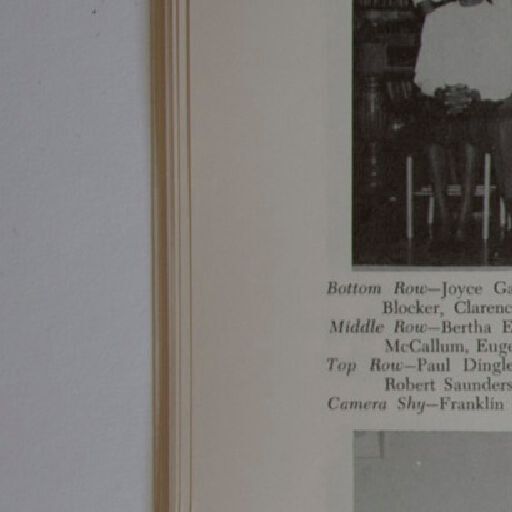 Bottom Row—Joyce Ga
Blocker, Clarenc
Middle Row—Bertha E
McCallum, Euge
Top Row—Paul Dingle
Robert Saunders
Camera Shy—Franklin